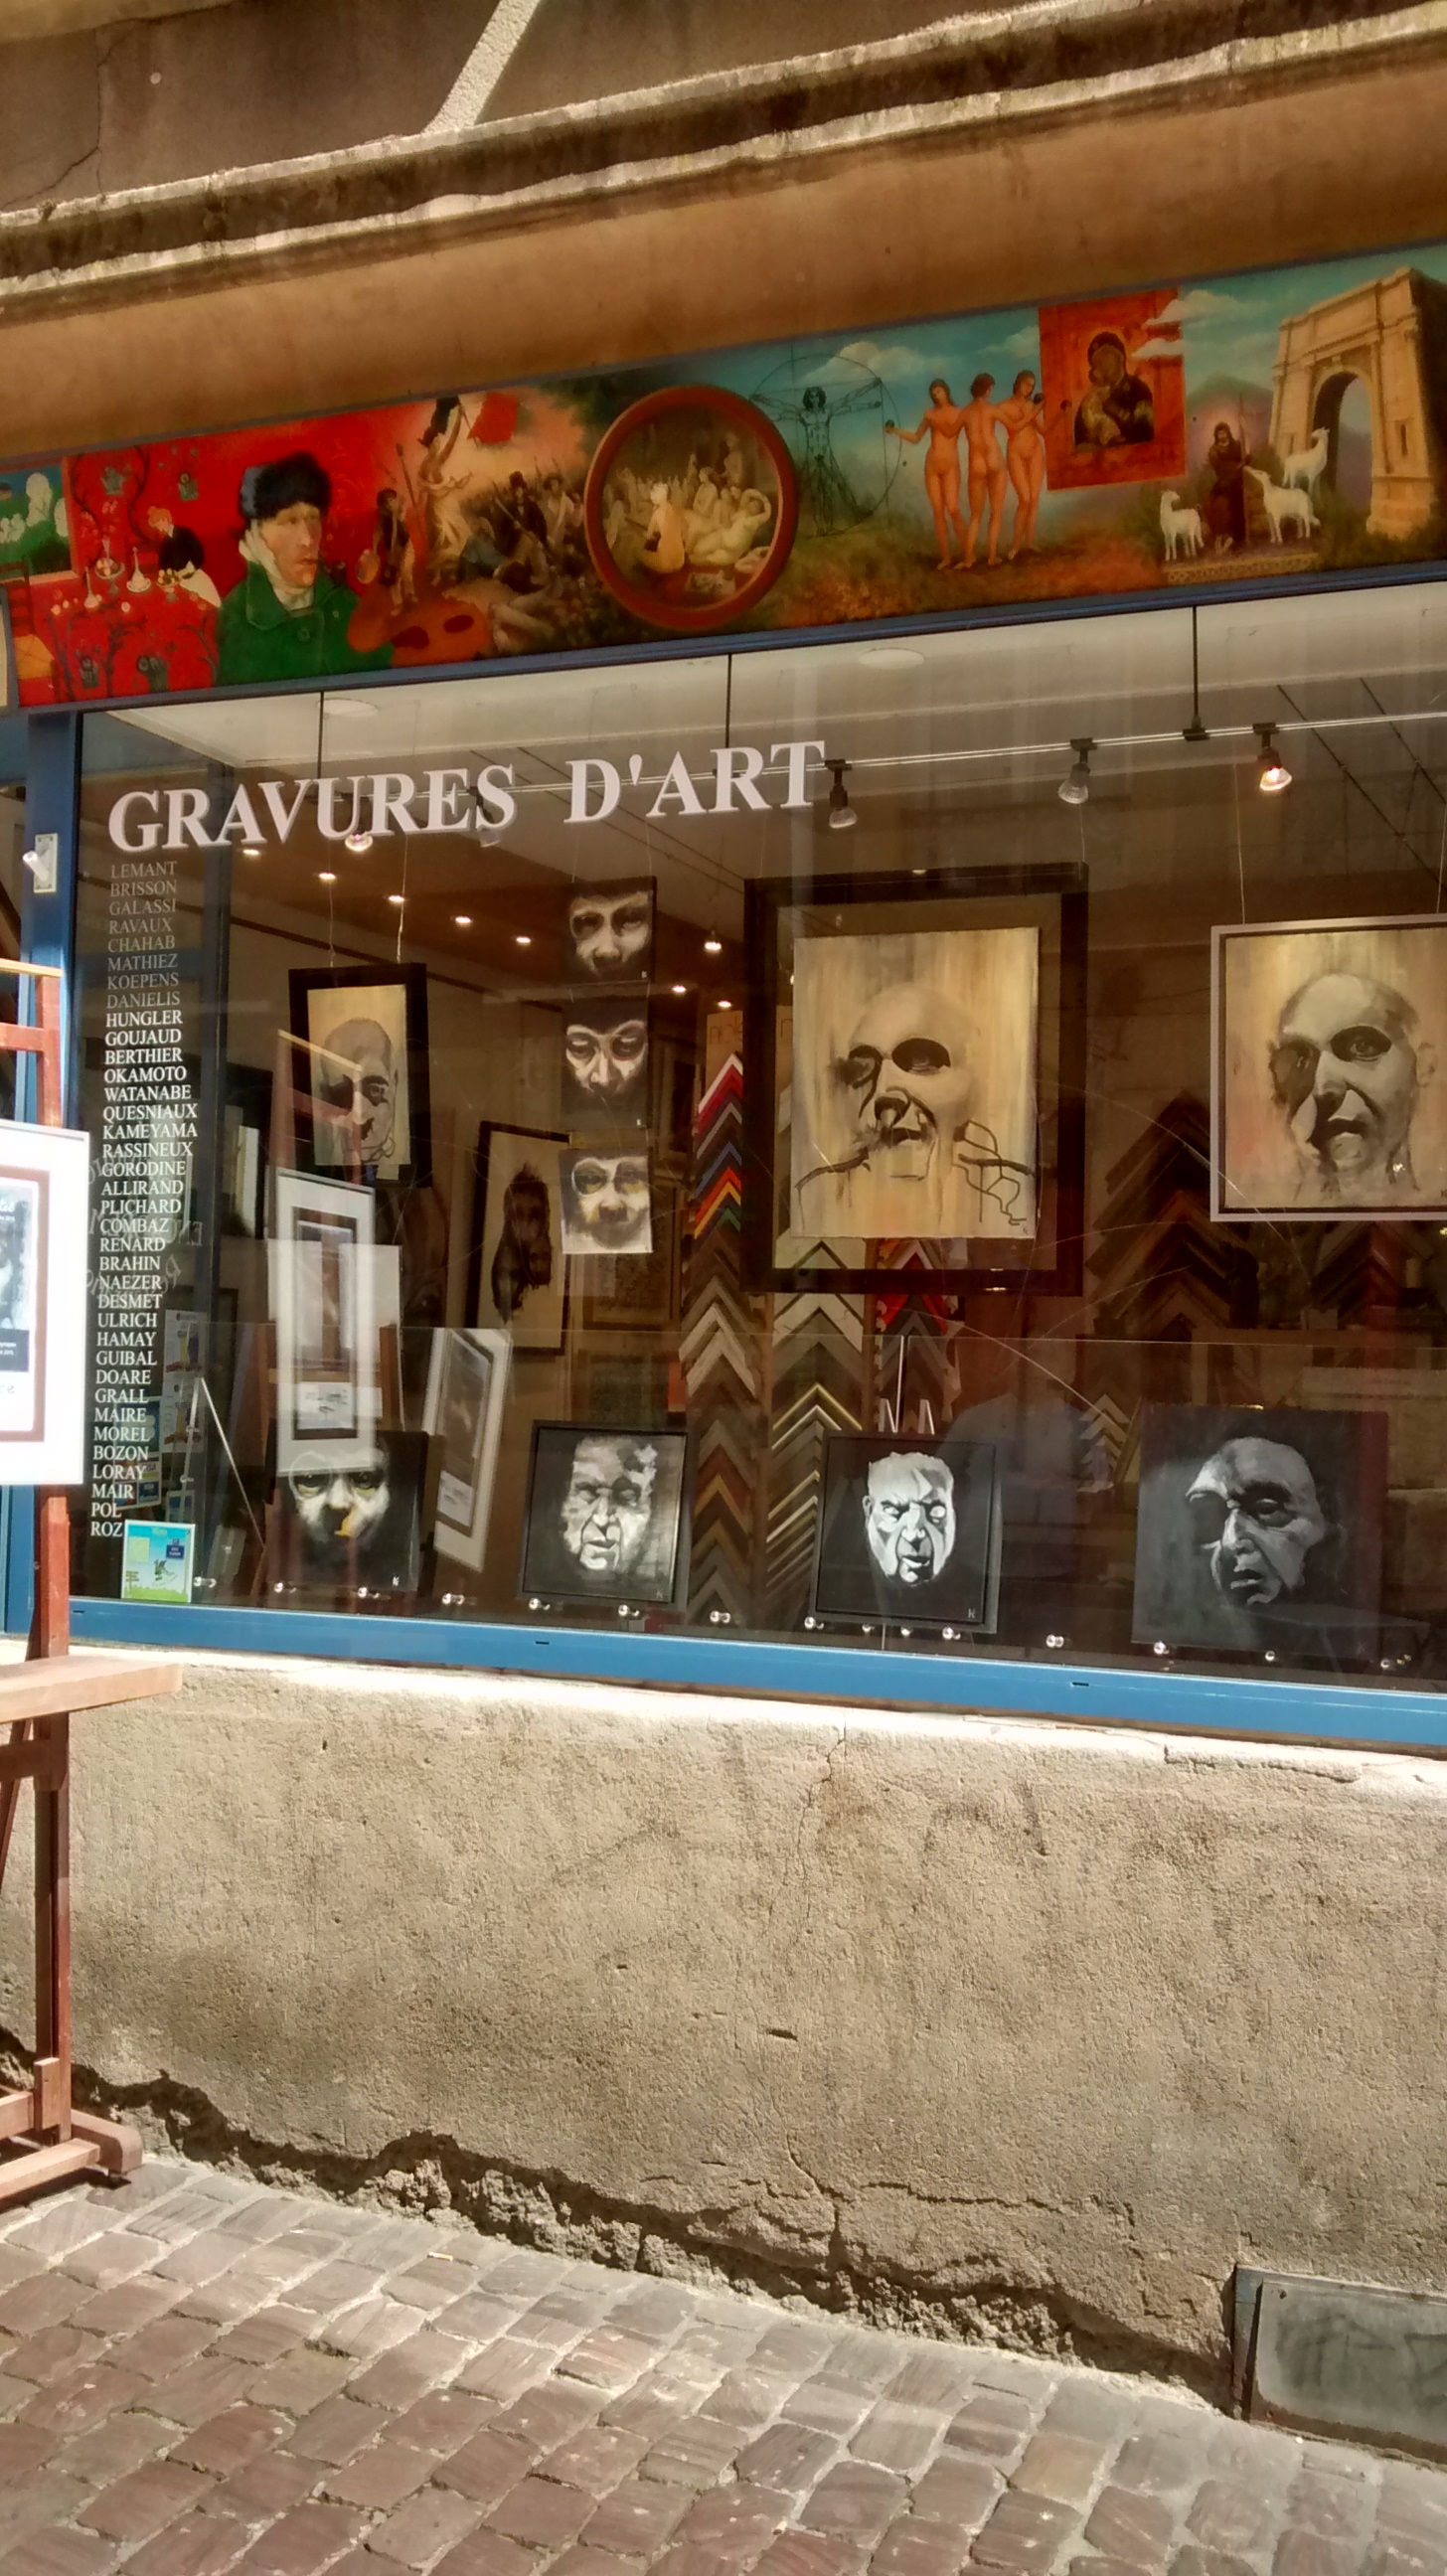 GRAVURES D'ART
LEMANT
BRISSON
GALASSI
RAVAUX
CHAHAB
MATHIEZ
KOEPENS
DANIELIS
HUNGLER
GOUJAUD
BERTHIER
OKAMOTO
WATANABE
QUESNIAUX
KAMEYAMA
RASSINEUX
GORODINE
ALLIRAND
PLICHARD
COMBAZ
RENARD
BRAHIN
NAEZER
DESMET
ULRICH
HAMAY
GUIBAL
DOARE
GRALL
MAIRE
MOREL
BOZON
LORAY
MAIR
POL
ROZ